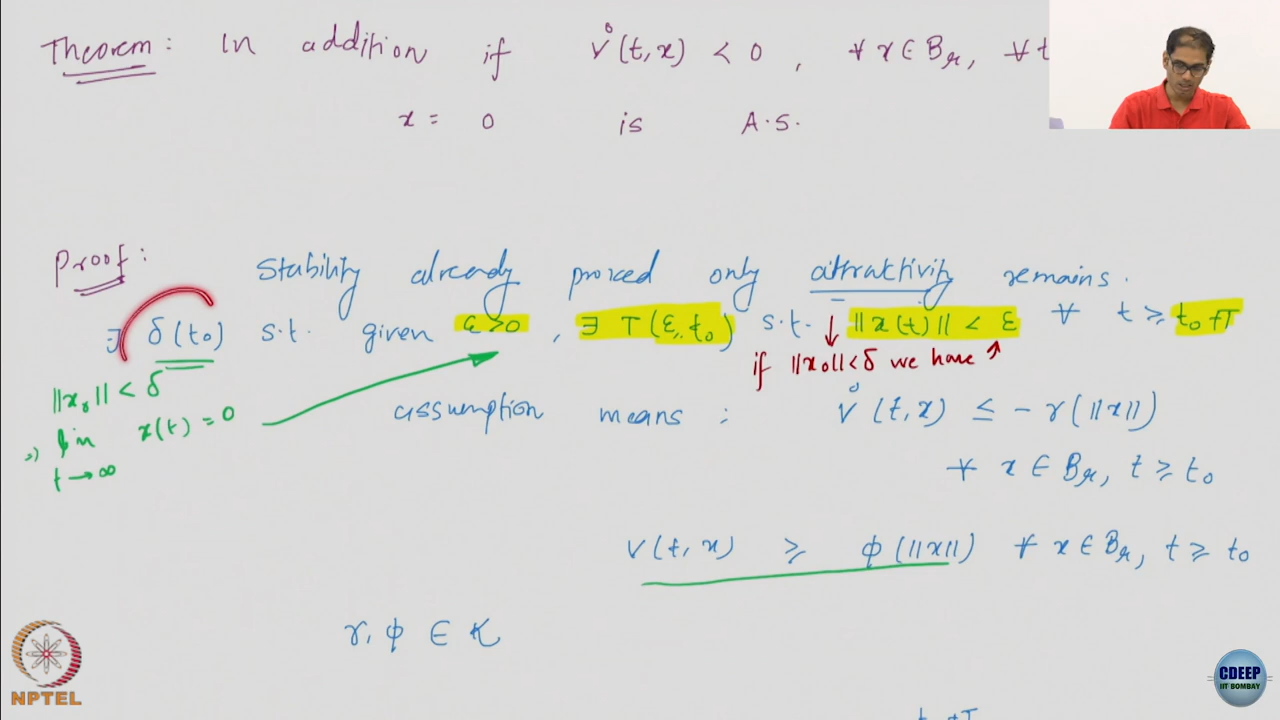 Theorem: In addition if V̇(t,x) < 0, ∀ x ∈ Bᵣ, ∀ t
x = 0 is A.S.
Proof: Stability already proved only attractivity remains.
∃ δ(t₀) s.t. given ε > 0, ∃ T(ε, t₀) s.t. ||x(t)|| < ε ∀ t ≥ t₀ + T
if ||x₀|| < δ we have
||x₀|| < δ
⇒ lim x(t) = 0
t → ∞
assumption means : V̇(t,x) ≤ - γ(||x||)
∀ x ∈ Bᵣ, t ≥ t₀
V(t,x) ≥ ϕ(||x||) ∀ x ∈ Bᵣ, t ≥ t₀
γ, ϕ ∈ K
t₀+T
NPTEL
CDEEP
IIT BOMBAY